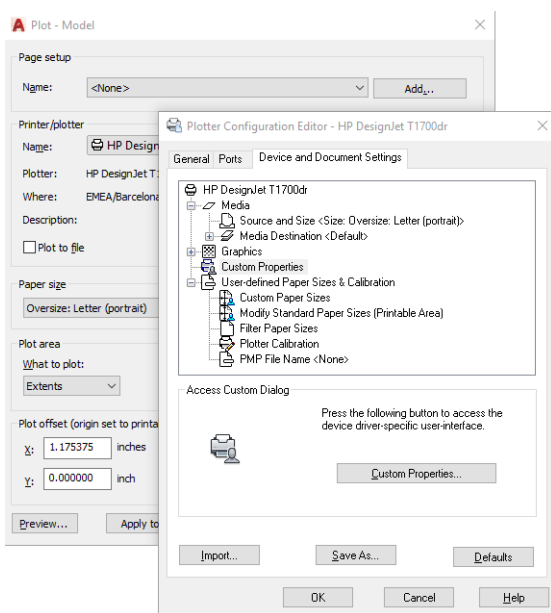 Plot - Model
Page setup
Name:
<None>
Add...
Printer/plotter
Name:
HP Design
Plotter:
HP DesignJet T1
Where:
EMEA/Barcelona
Description:
Plot to file
Paper size
Oversize: Letter (portrait)
Plot area
What to plot:
Extents
Plot offset (origin set to printa
X:
1.175375
inches
Y:
0.000000
inch
Preview...
Apply to
Plotter Configuration Editor - HP DesignJet T1700dr
General
Ports
Device and Document Settings
HP DesignJet T1700dr
Media
Source and Size <Size: Oversize: Letter (portrait)>
Media Destination <Default>
Graphics
Custom Properties
User-defined Paper Sizes & Calibration
Custom Paper Sizes
Modify Standard Paper Sizes (Printable Area)
Filter Paper Sizes
Plotter Calibration
PMP File Name <None>
Access Custom Dialog
Press the following button to access the
device driver-specific user-interface.
Custom Properties...
Import...
Save As...
Defaults
OK
Cancel
Help